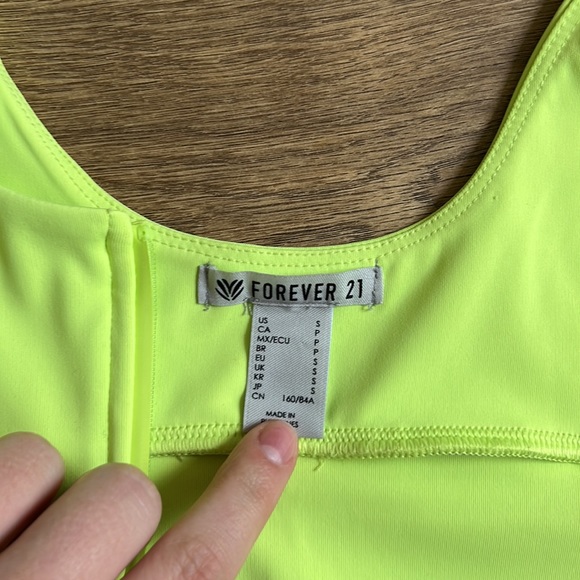 FOREVER 21
US S
CA P
MX/ECU P
BR P
EU S
UK S
KR S
JP S
CN 160/84A
MADE IN